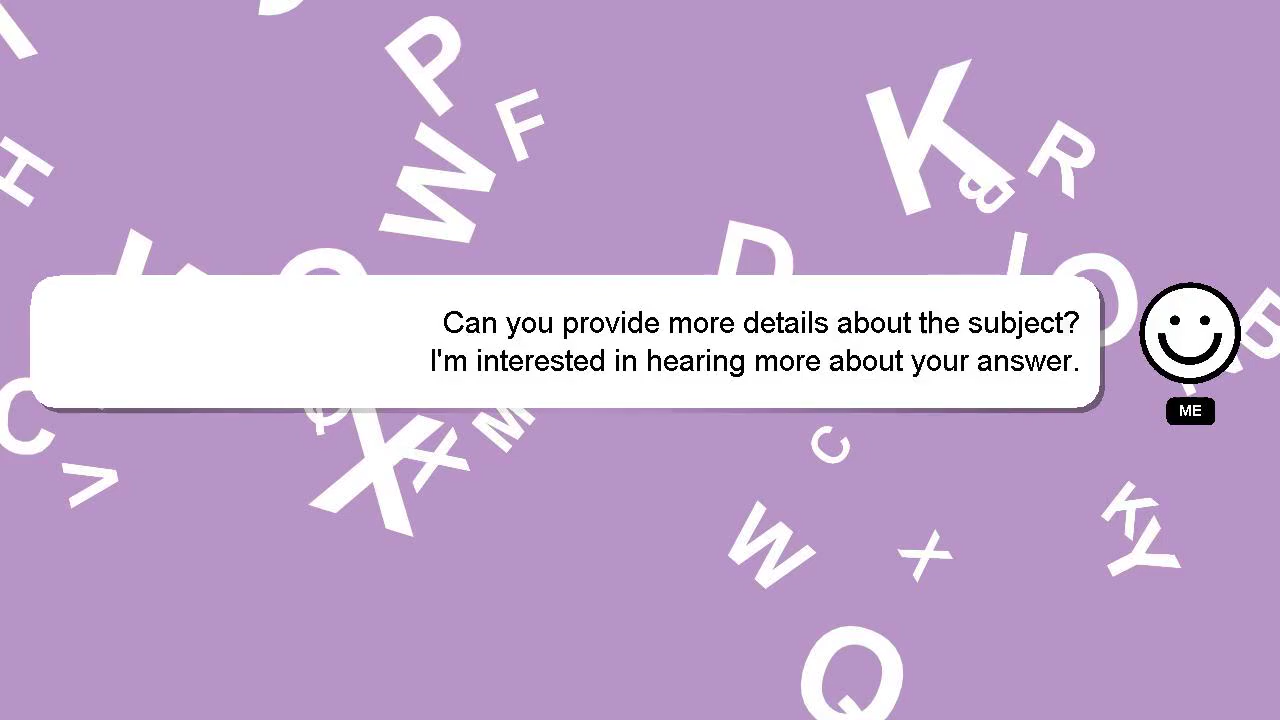 Can you provide more details about the subject?
I'm interested in hearing more about your answer.
ME
P
F
W
K
R
B
H
D
O
C
V
X
X
M
C
W
X
K
Y
Q